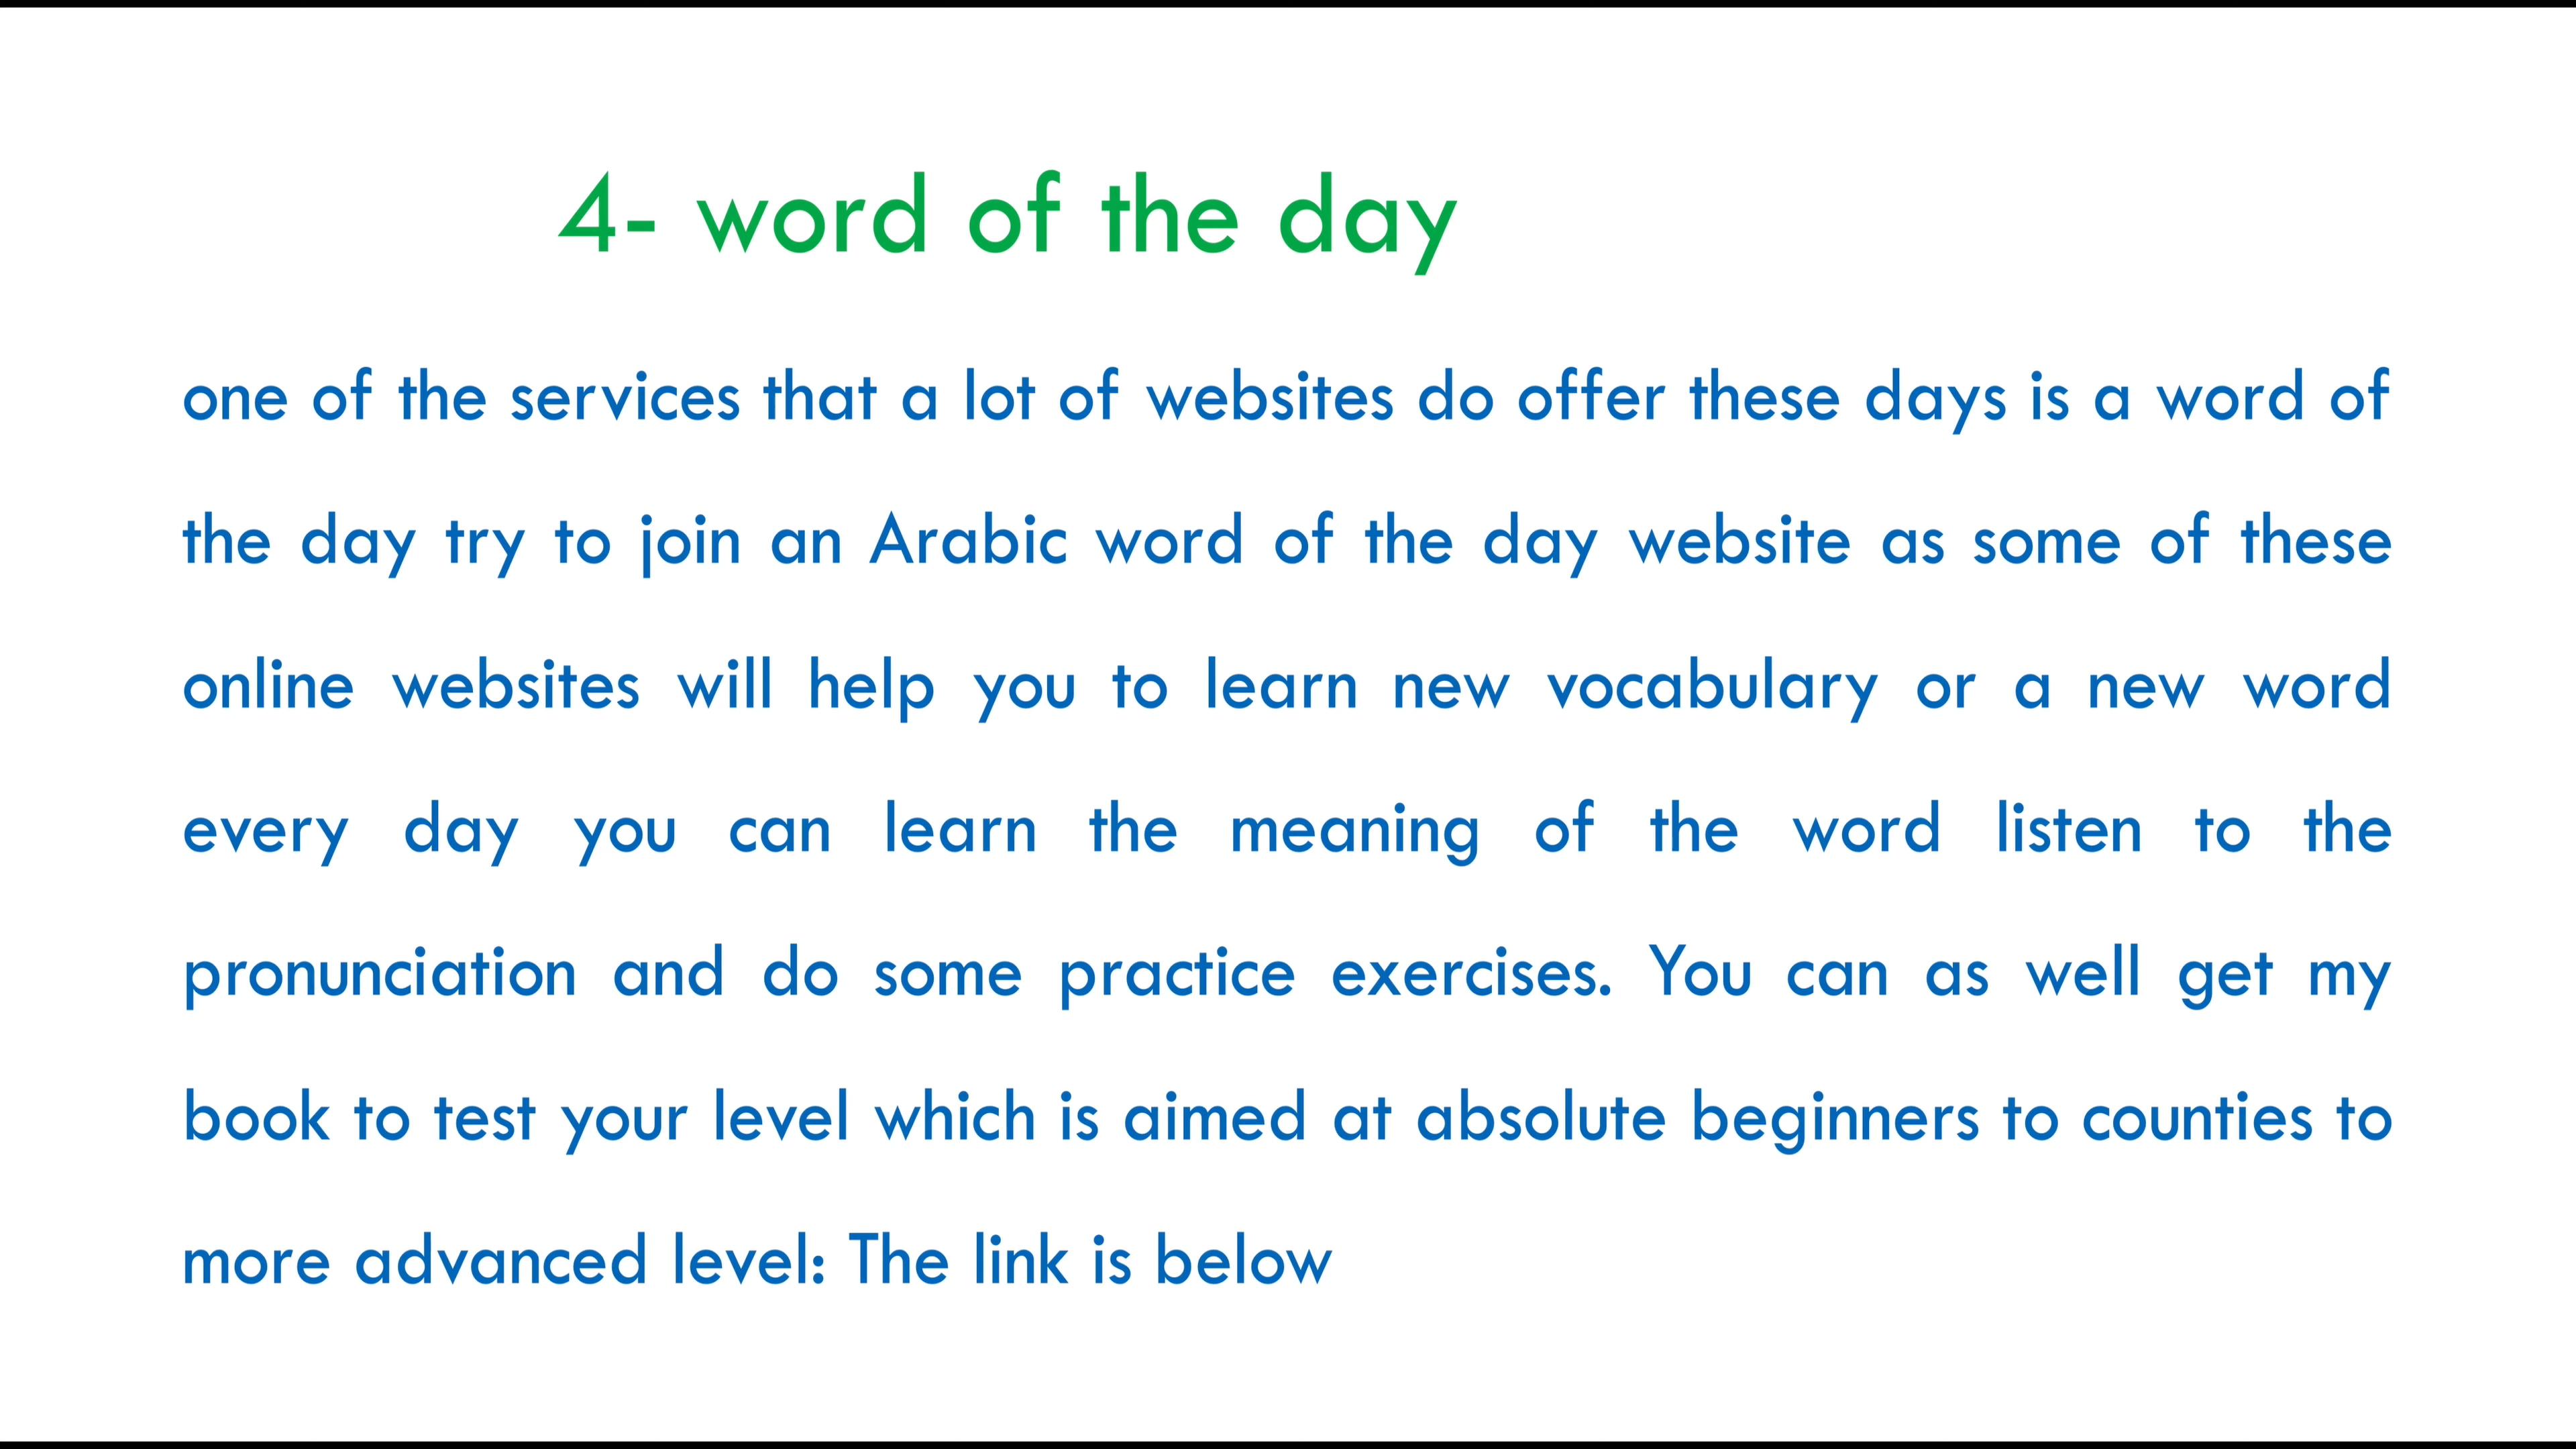 4- word of the day
one of the services that a lot of websites do offer these days is a word of
the day try to join an Arabic word of the day website as some of these
online websites will help you to learn new vocabulary or a new word
every day you can learn the meaning of the word listen to the
pronunciation and do some practice exercises. You can as well get my
book to test your level which is aimed at absolute beginners to counties to
more advanced level: The link is below